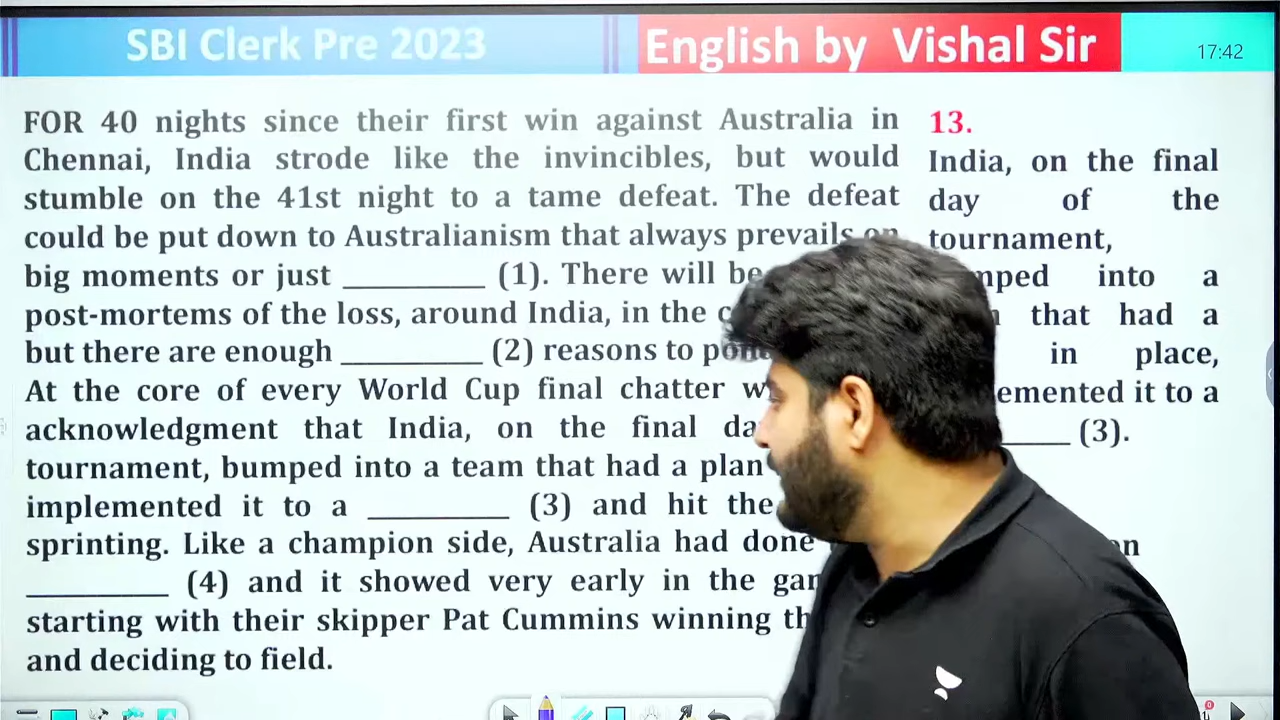 SBI Clerk Pre 2023
English by Vishal Sir
17:42
FOR 40 nights since their first win against Australia in
Chennai, India strode like the invincibles, but would
stumble on the 41st night to a tame defeat. The defeat
could be put down to Australianism that always prevails on
big moments or just _________ (1). There will be
post-mortems of the loss, around India, in the
but there are enough _________ (2) reasons to
At the core of every World Cup final chatter
acknowledgment that India, on the final
tournament, bumped into a team that had a plan
implemented it to a _________ (3) and hit the
sprinting. Like a champion side, Australia had done
_________ (4) and it showed very early in the
starting with their skipper Pat Cummins winning
and deciding to field.
13.
India, on the final
day of the
tournament,
into a
that had a
in place,
it to a
_____ (3).